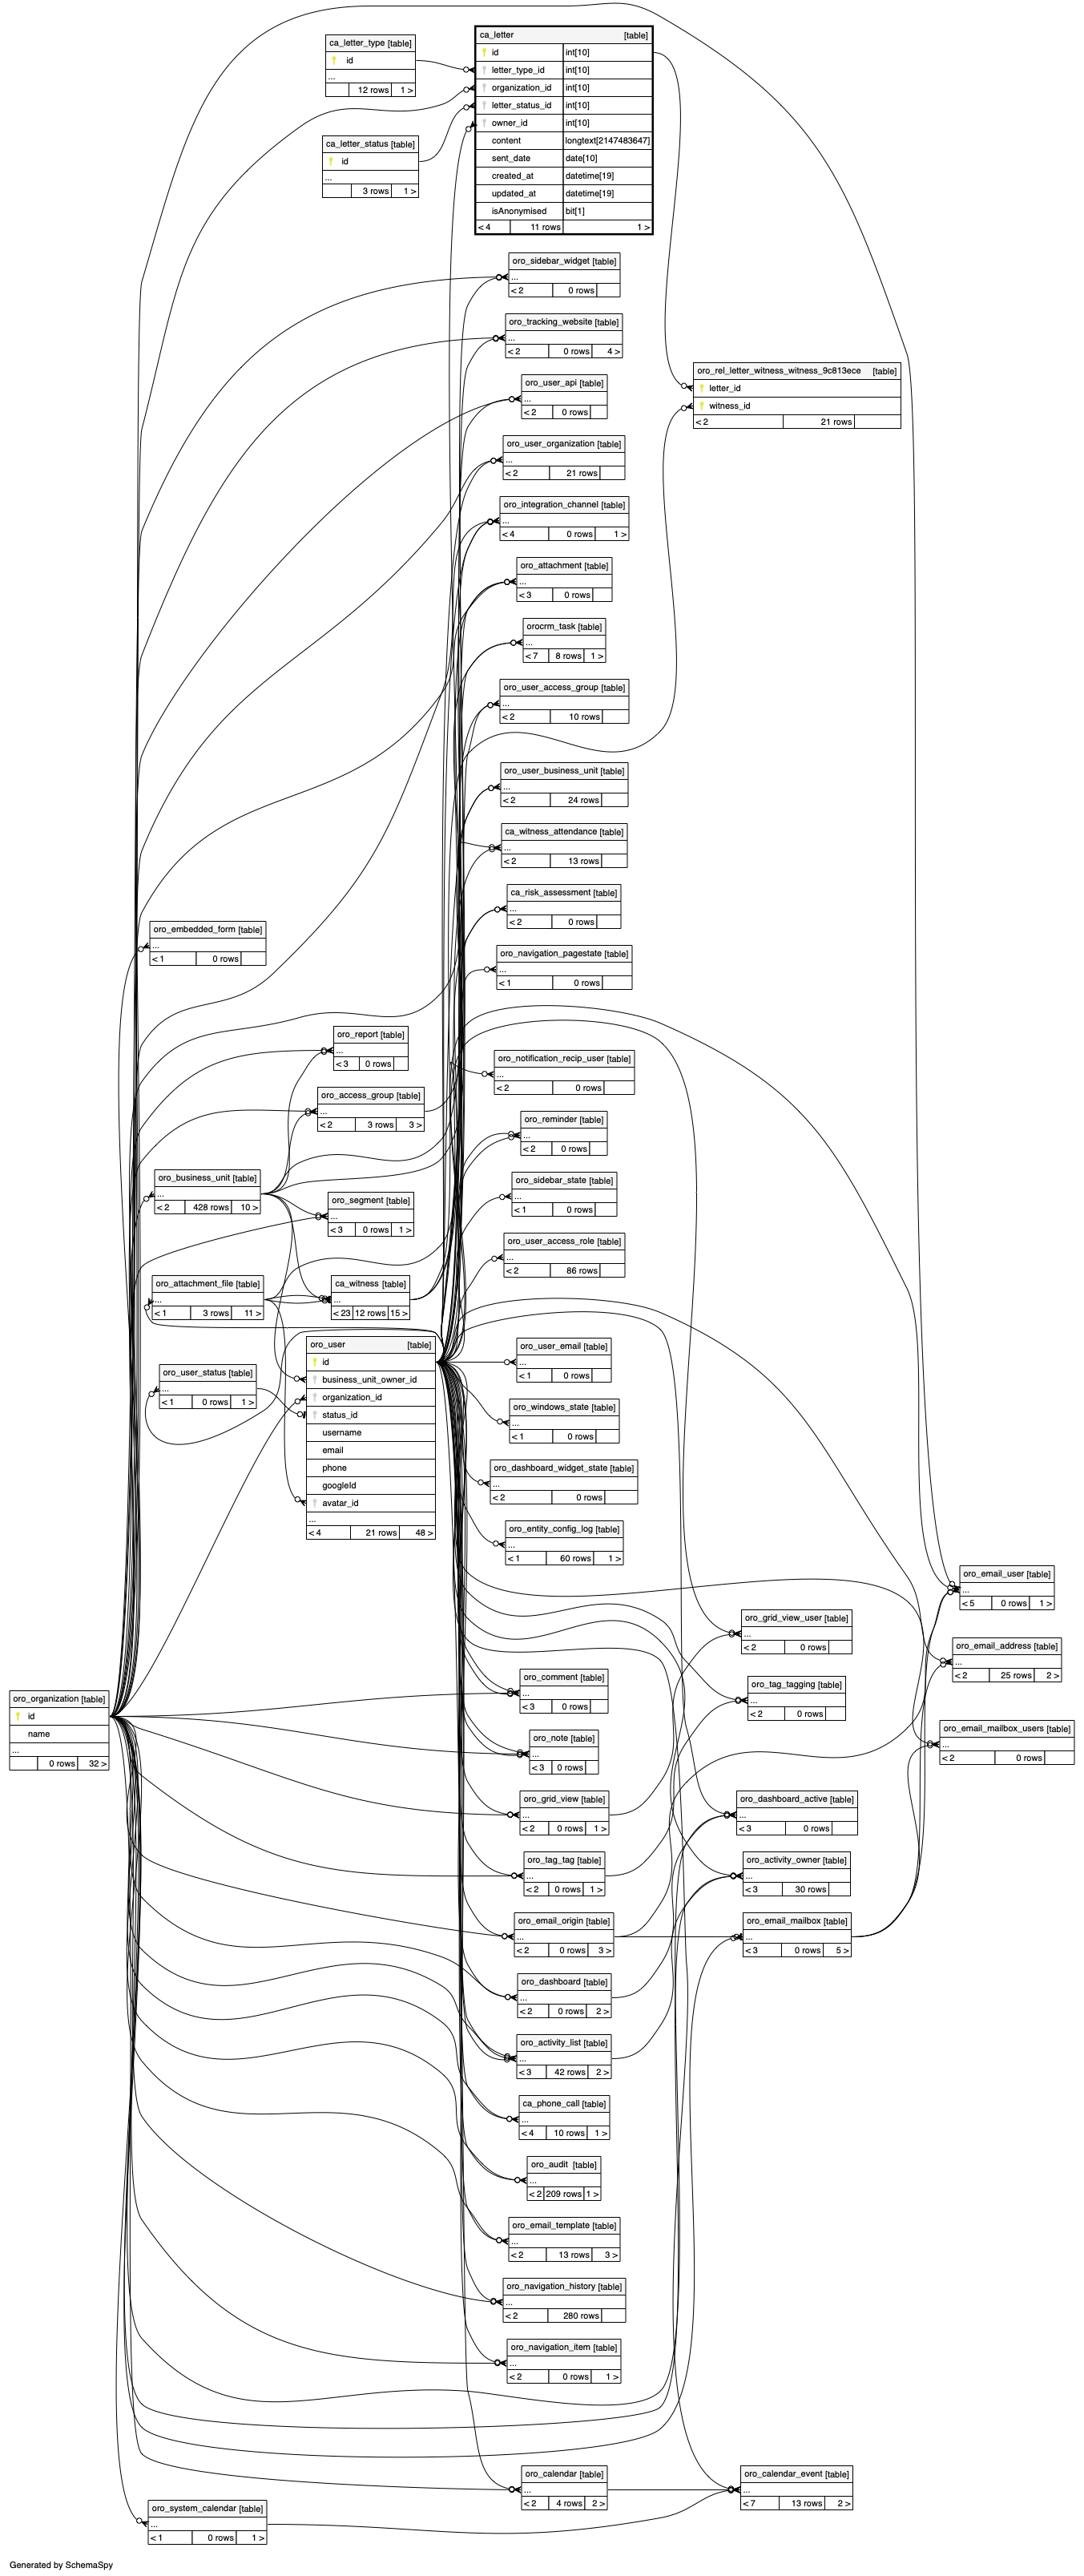 ca_letter [table]
id int[10]
letter_type_id int[10]
organization_id int[10]
letter_status_id int[10]
owner_id int[10]
content longtext[2147483647]
sent_date date[10]
created_at datetime[19]
updated_at datetime[19]
isAnonymised bit[1]
< 4 11 rows 1 >
ca_letter_type [table]
id
...
12 rows 1 >
ca_letter_status [table]
id
...
3 rows 1 >
oro_sidebar_widget [table]
...
< 2 0 rows
oro_tracking_website [table]
...
< 2 0 rows 4 >
oro_rel_letter_witness_witness_9c813ece [table]
letter_id
witness_id
< 2 21 rows
oro_user_api [table]
...
< 2 0 rows
oro_user_organization [table]
...
< 2 21 rows
oro_integration_channel [table]
...
< 4 0 rows 1 >
oro_attachment [table]
...
< 3 0 rows
orocrm_task [table]
...
< 7 8 rows 1 >
oro_user_access_group [table]
...
< 2 10 rows
oro_user_business_unit [table]
...
< 2 24 rows
ca_witness_attendance [table]
...
< 2 13 rows
ca_risk_assessment [table]
...
< 2 0 rows
oro_embedded_form [table]
...
< 1 0 rows
oro_navigation_pagestate [table]
...
< 1 0 rows
oro_report [table]
...
< 3 0 rows
oro_notification_recip_user [table]
...
< 2 0 rows
oro_access_group [table]
...
< 2 3 rows 3 >
oro_reminder [table]
...
< 2 0 rows
oro_business_unit [table]
...
< 2 428 rows 10 >
oro_sidebar_state [table]
...
< 1 0 rows
oro_segment [table]
...
< 3 0 rows 1 >
oro_user_access_role [table]
...
< 2 86 rows
oro_attachment_file [table]
...
< 1 3 rows 11 >
ca_witness [table]
...
< 23 12 rows 15 >
oro_user [table]
id
business_unit_owner_id
organization_id
status_id
username
email
phone
googleId
avatar_id
...
< 4 21 rows 48 >
oro_user_status [table]
...
< 1 0 rows 1 >
oro_user_email [table]
...
< 1 0 rows
oro_windows_state [table]
...
< 1 0 rows
oro_dashboard_widget_state [table]
...
< 2 0 rows
oro_entity_config_log [table]
...
< 1 60 rows 1 >
oro_email_user [table]
...
< 5 0 rows 1 >
oro_grid_view_user [table]
...
< 2 0 rows
oro_email_address [table]
...
< 2 25 rows 2 >
oro_comment [table]
...
< 3 0 rows
oro_tag_tagging [table]
...
< 2 0 rows
oro_organization [table]
id
name
...
0 rows 32 >
oro_email_mailbox_users [table]
...
< 2 0 rows
oro_note [table]
...
< 3 0 rows
oro_grid_view [table]
...
< 2 0 rows 1 >
oro_dashboard_active [table]
...
< 3 0 rows
oro_tag_tag [table]
...
< 2 0 rows 1 >
oro_activity_owner [table]
...
< 3 30 rows
oro_email_origin [table]
...
< 2 0 rows 3 >
oro_email_mailbox [table]
...
< 3 0 rows 5 >
oro_dashboard [table]
...
< 2 0 rows 2 >
oro_activity_list [table]
...
< 3 42 rows 2 >
ca_phone_call [table]
...
< 4 10 rows 1 >
oro_audit [table]
...
< 2 209 rows 1 >
oro_email_template [table]
...
< 2 13 rows 3 >
oro_navigation_history [table]
...
< 2 280 rows
oro_navigation_item [table]
...
< 2 0 rows 1 >
oro_calendar [table]
...
< 2 4 rows 2 >
oro_calendar_event [table]
...
< 7 13 rows 2 >
oro_system_calendar [table]
...
< 1 0 rows 1 >
Generated by SchemaSpy